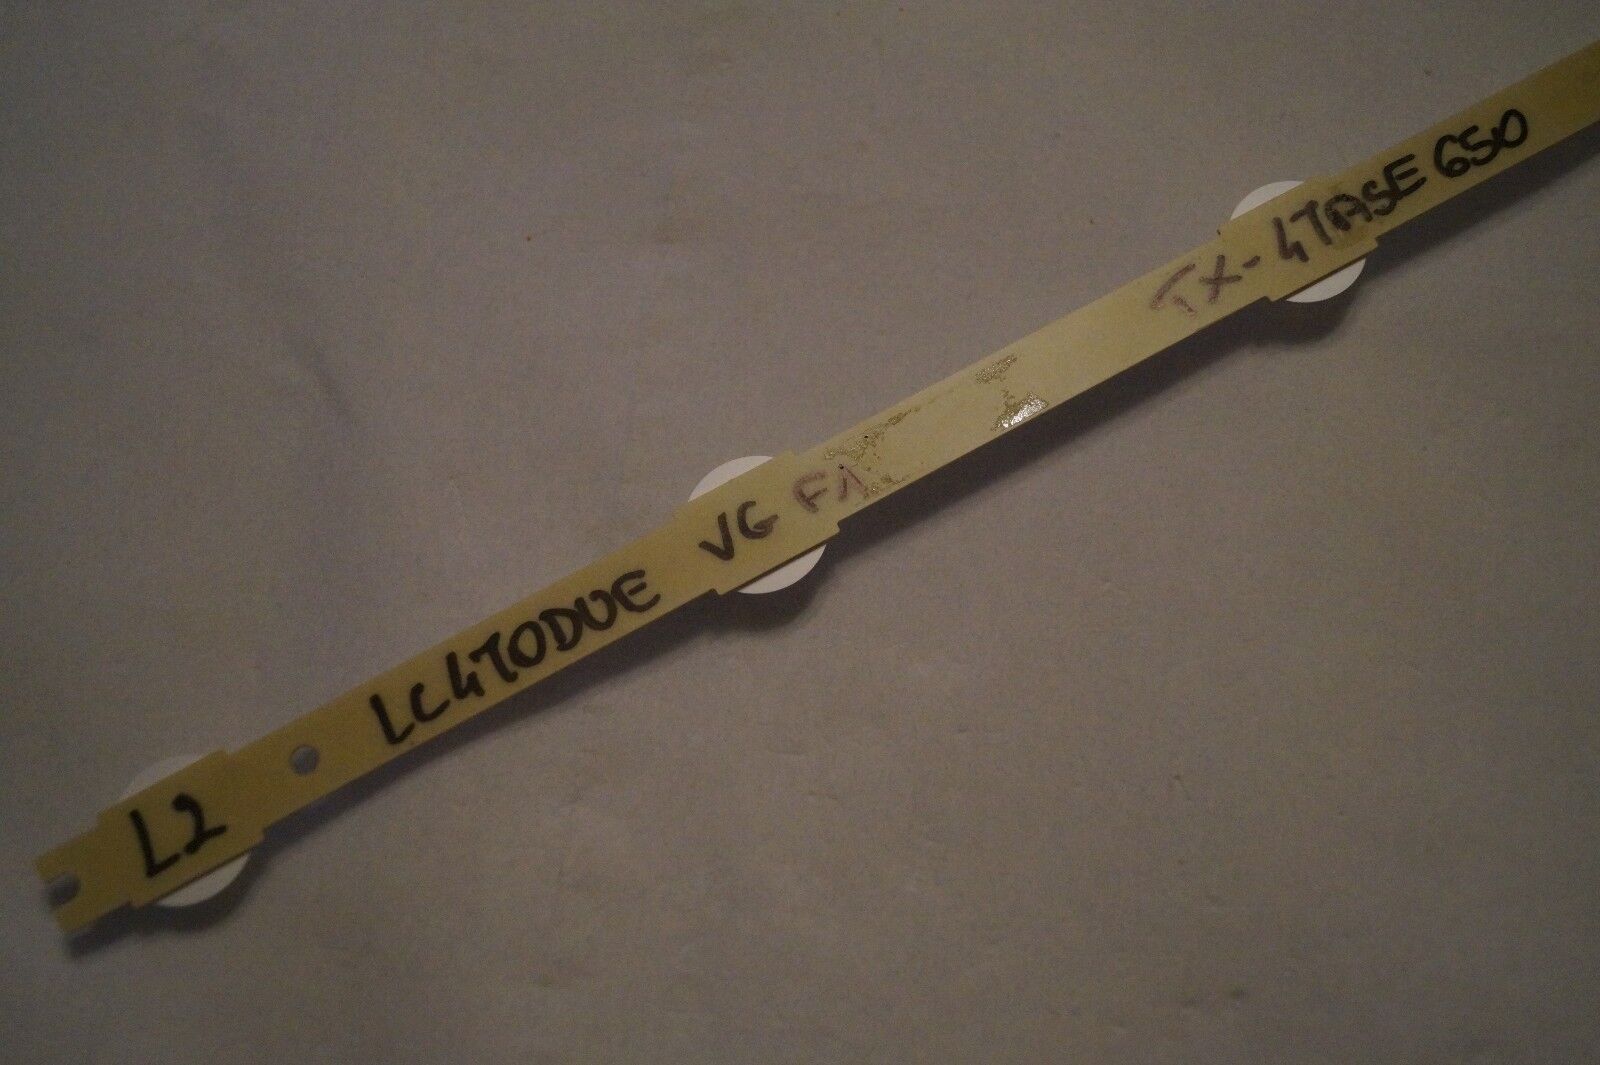 L2 LC470DUE VG F1 TX-47ASE650